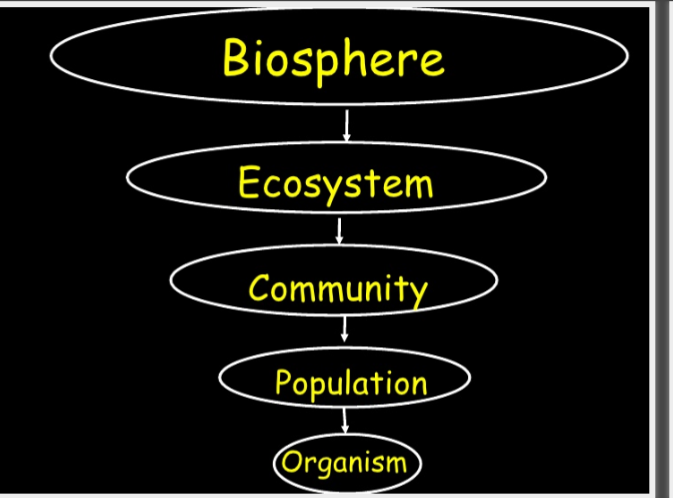 Biosphere
Ecosystem
Community
Population
Organism